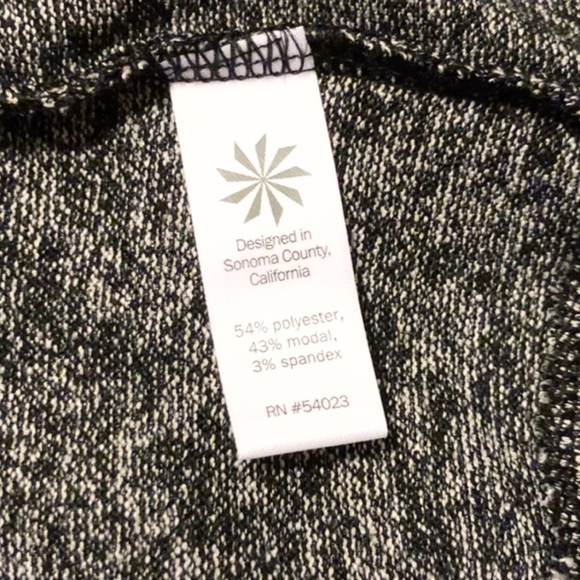 Designed in
Sonoma County,
California
54% polyester,
43% modal,
3% spandex
RN #54023